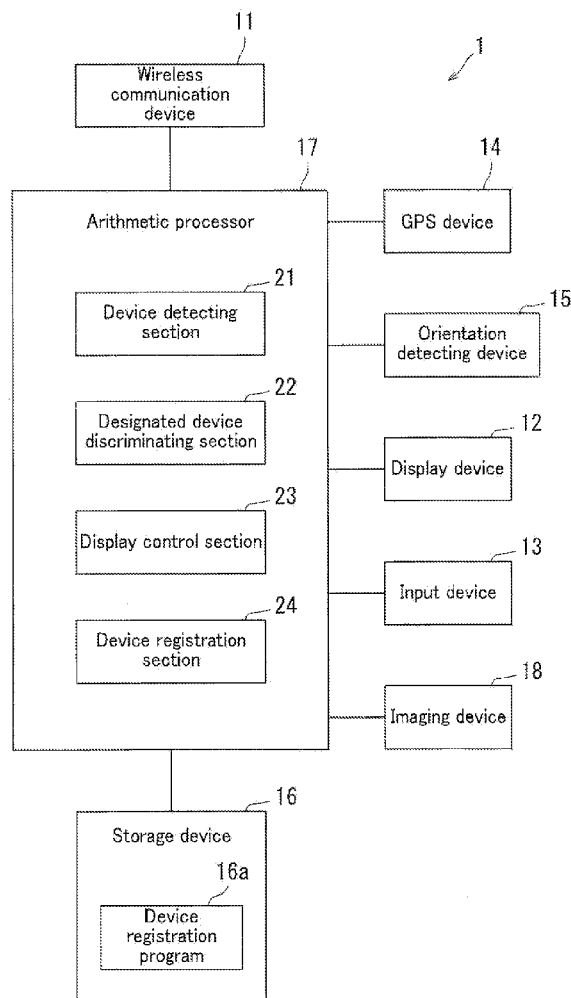 11
Wireless
communication
device
1
17
Arithmetic processor
14
GPS device
21
Device detecting
section
15
Orientation
detecting device
22
Designated device
discriminating section
12
Display device
23
Display control section
13
Input device
24
Device registration
section
18
Imaging device
16
Storage device
16a
Device
registration
program